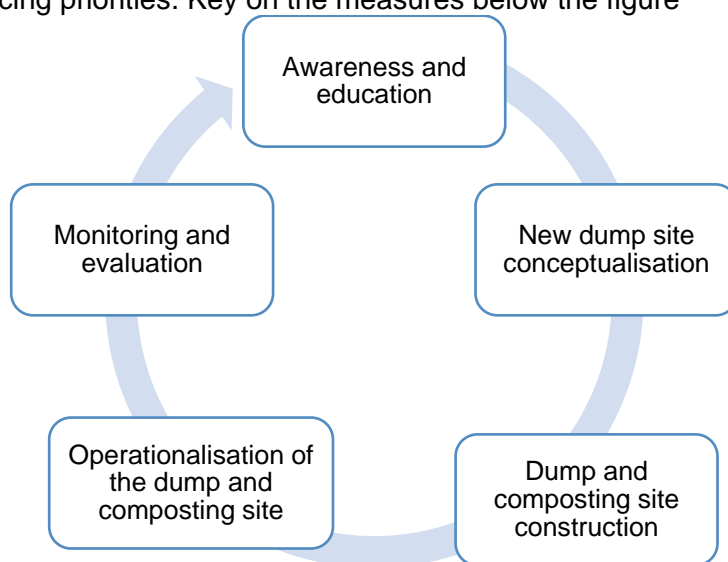 priorities. Key on the measures below the figure
Awareness and
education
New dump site
conceptualisation
Dump and
composting site
construction
Operationalisation of
the dump and
composting site
Monitoring and
evaluation